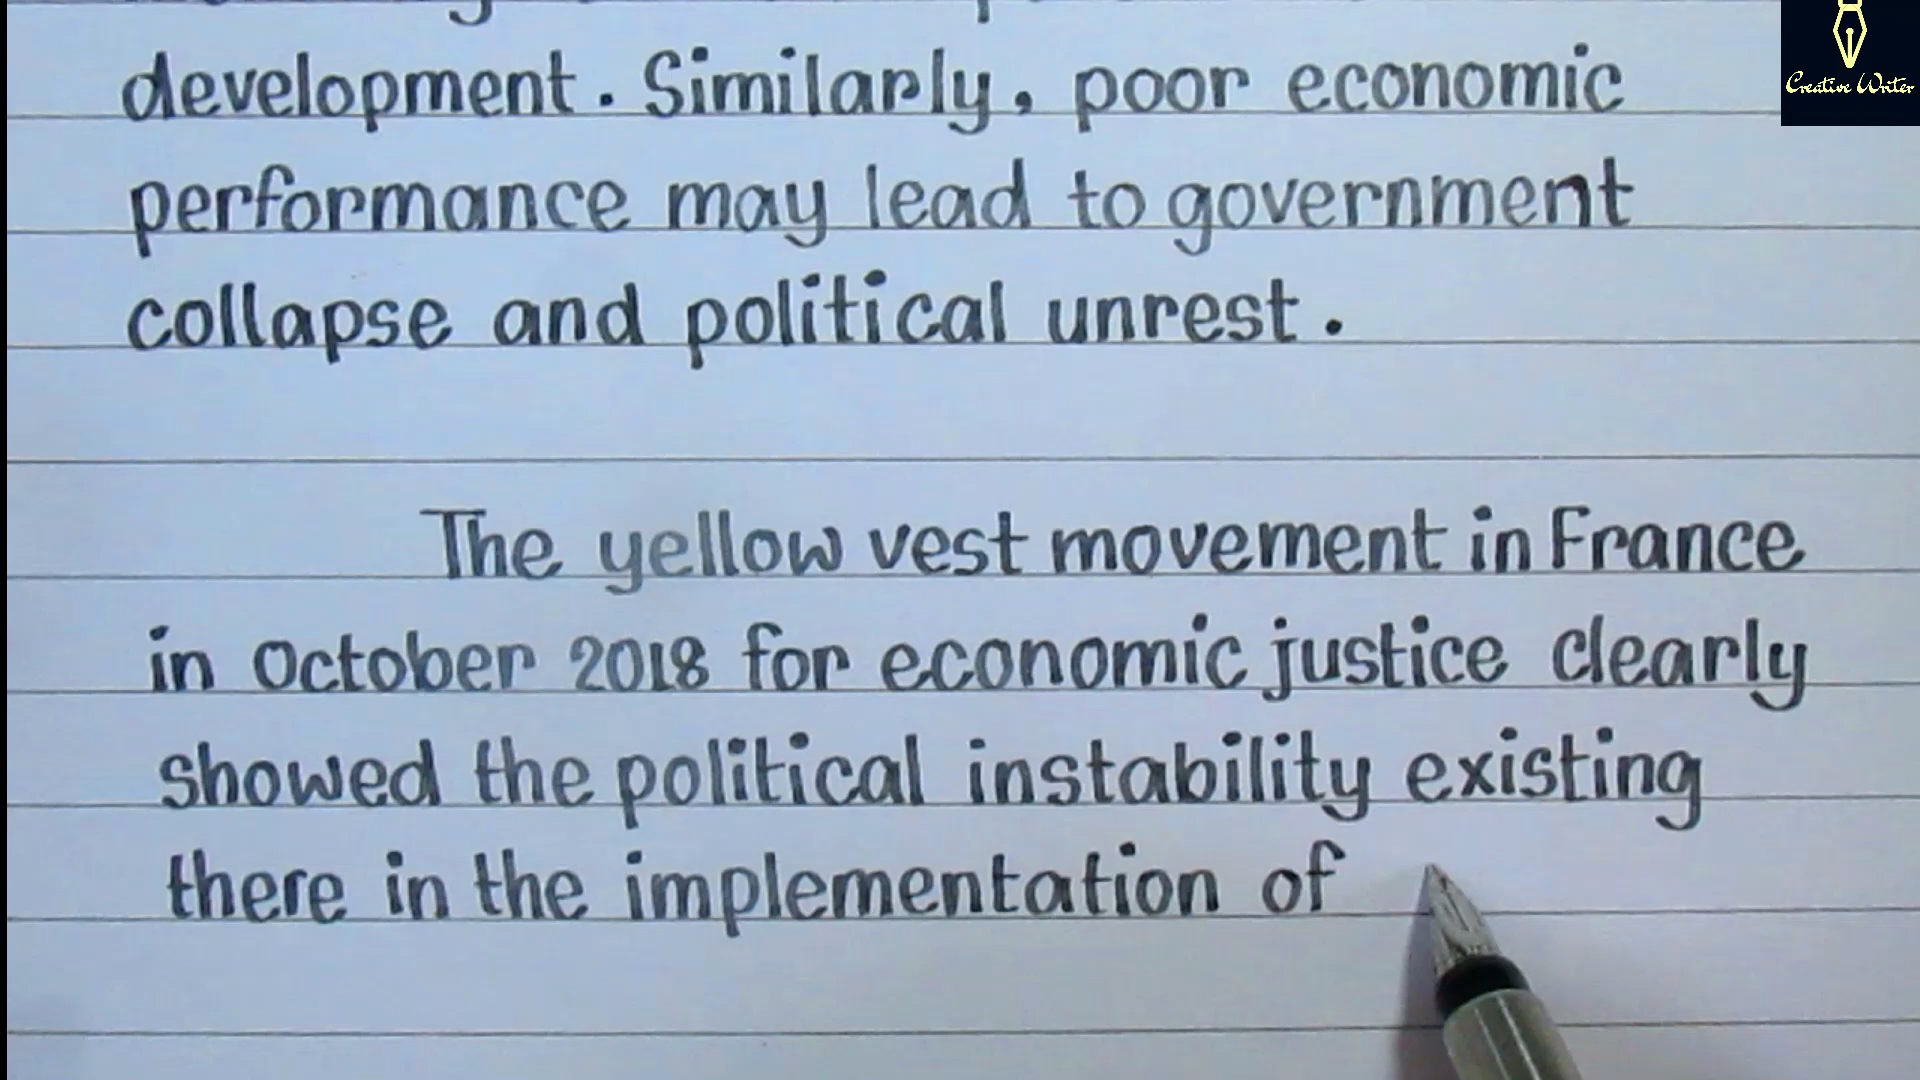 development. Similarly, poor economic
performance may lead to government
collapse and political unrest.
The yellow vest movement in France
in October 2018 for economic justice clearly
showed the political instability existing
there in the implementation of
Creative Writer